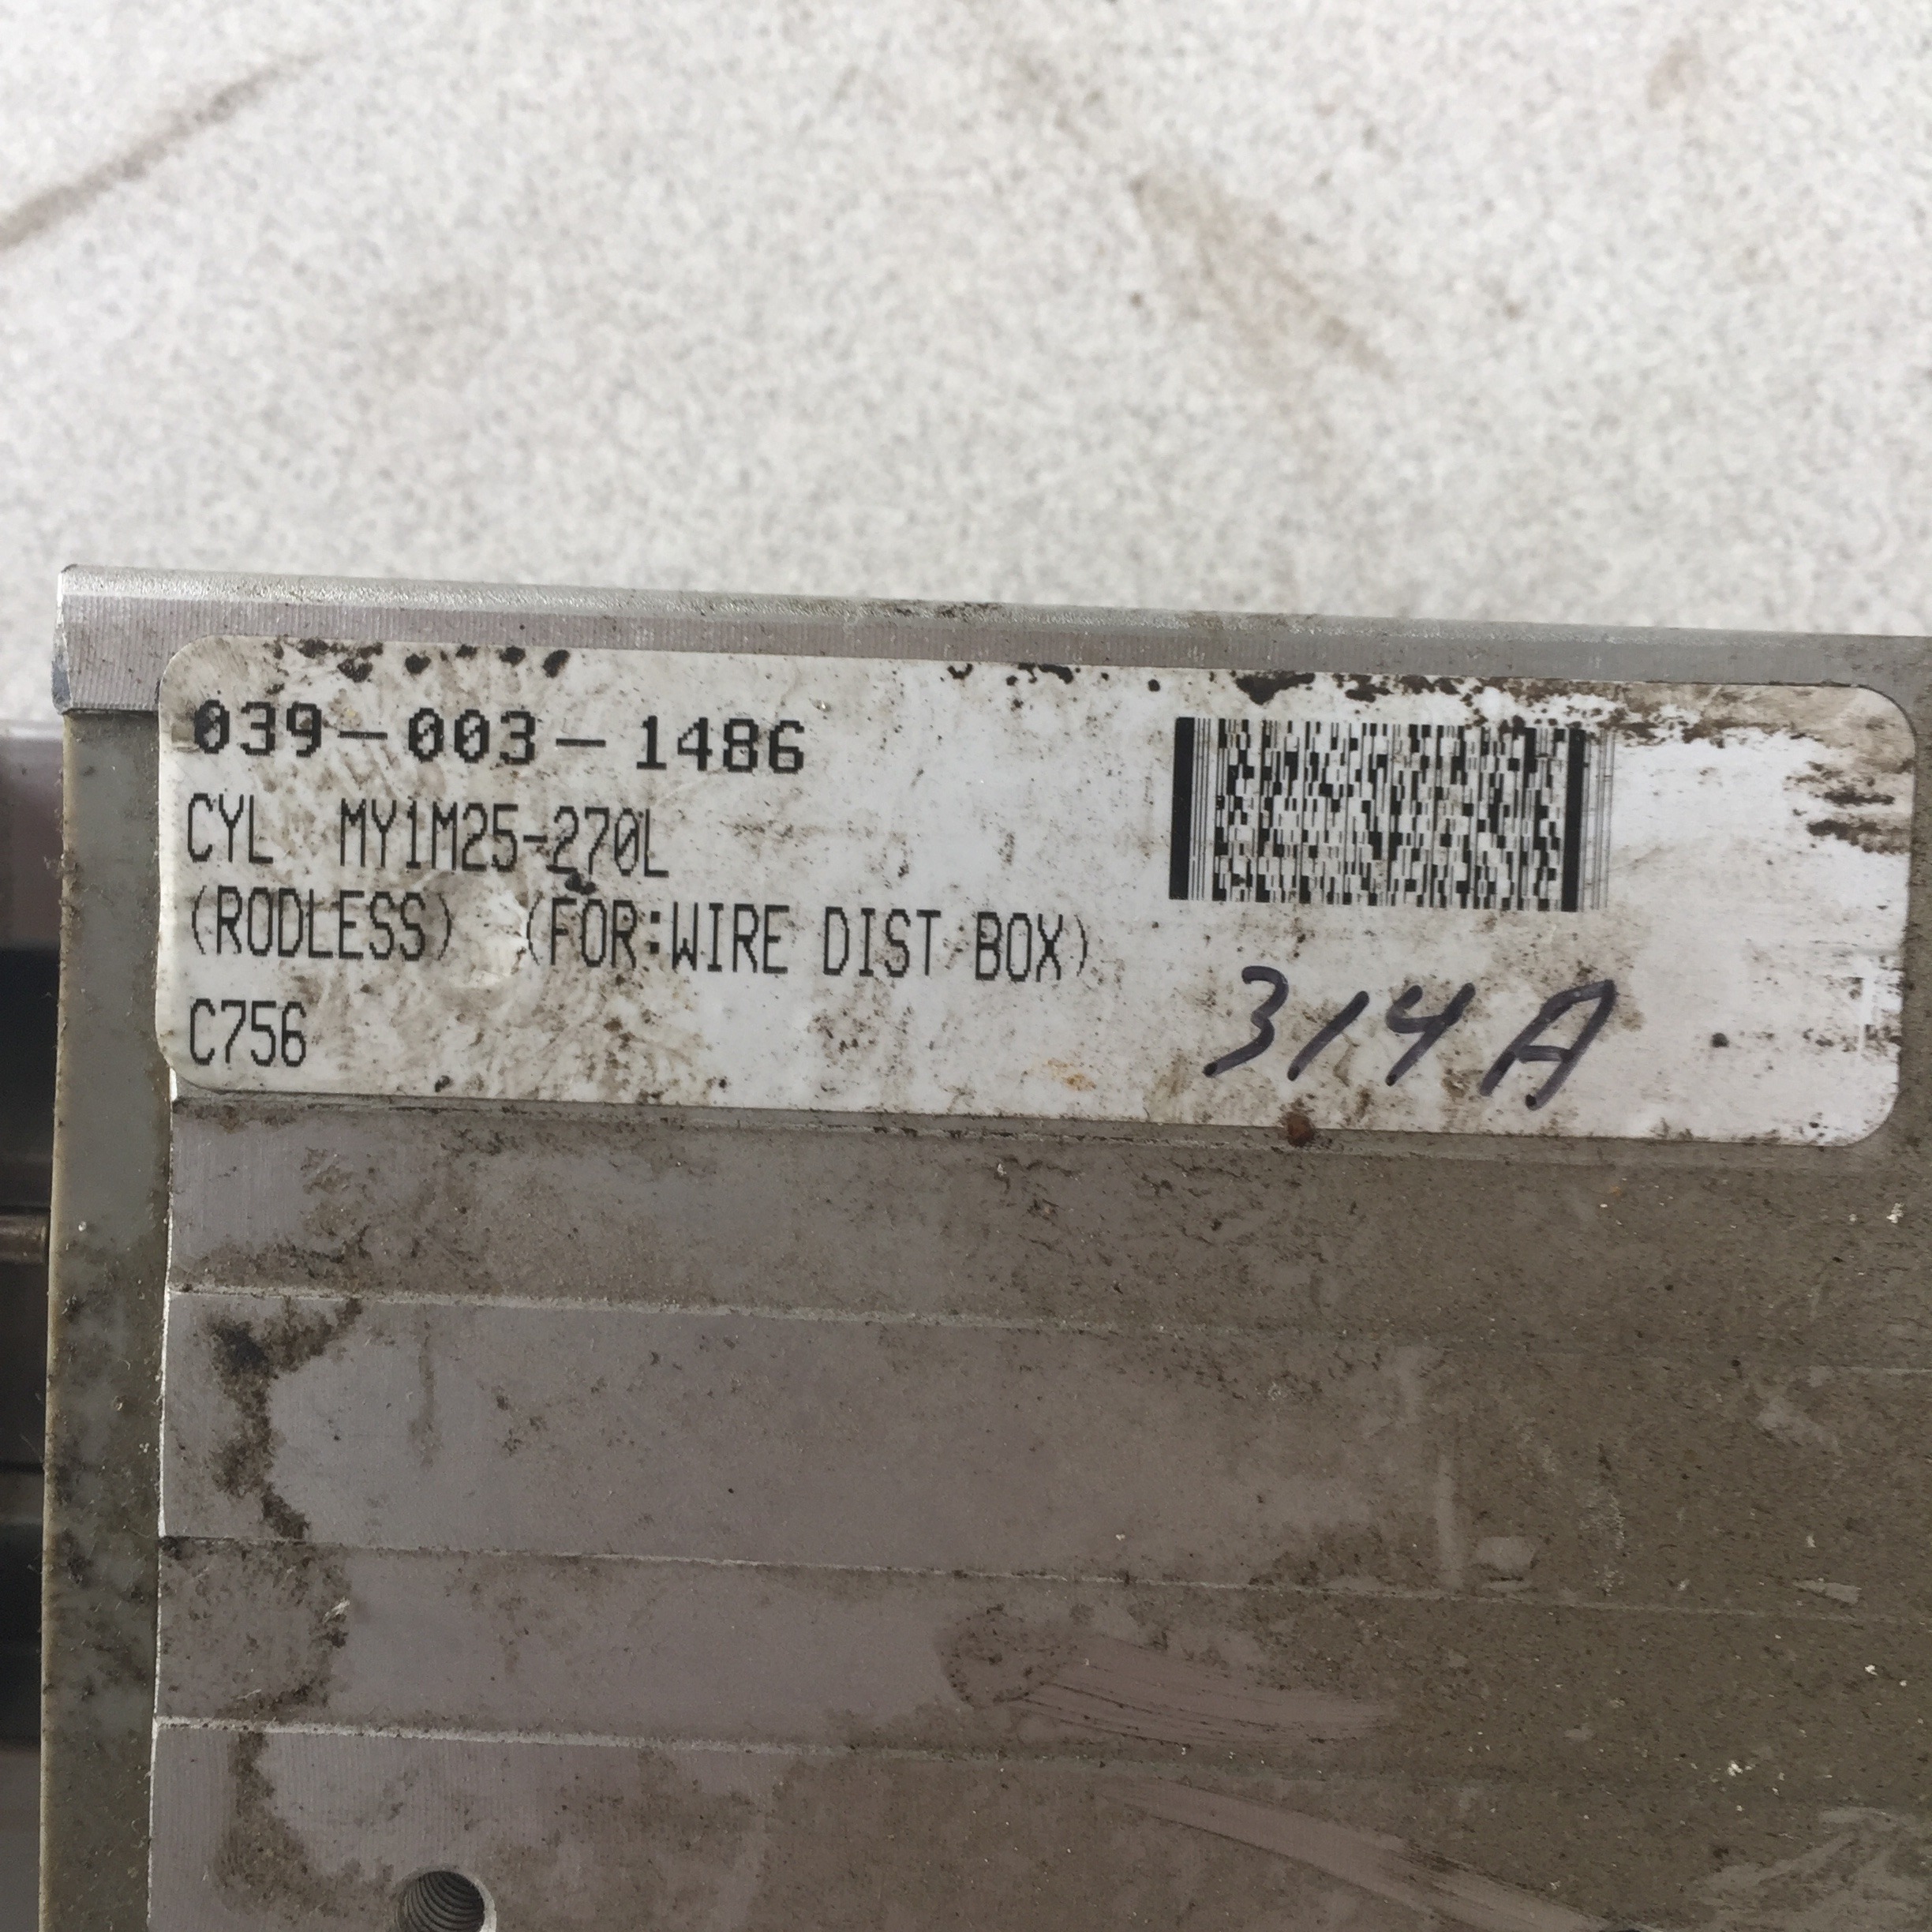 039-003-1486
CYL MY1M25-270L
(RODLESS) (FOR:WIRE DIST BOX)
C756
314A